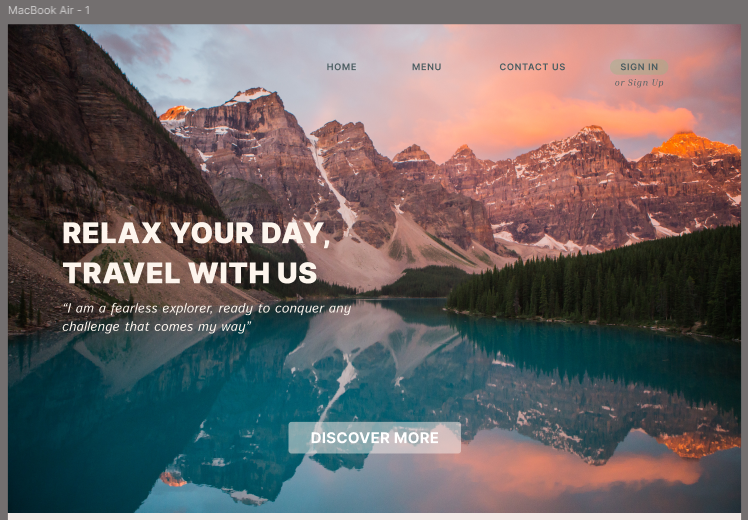 MacBook Air - 1
HOME MENU CONTACT US SIGN IN
or Sign Up
RELAX YOUR DAY,
TRAVEL WITH US
“I am a fearless explorer, ready to conquer any
challenge that comes my way”
DISCOVER MORE